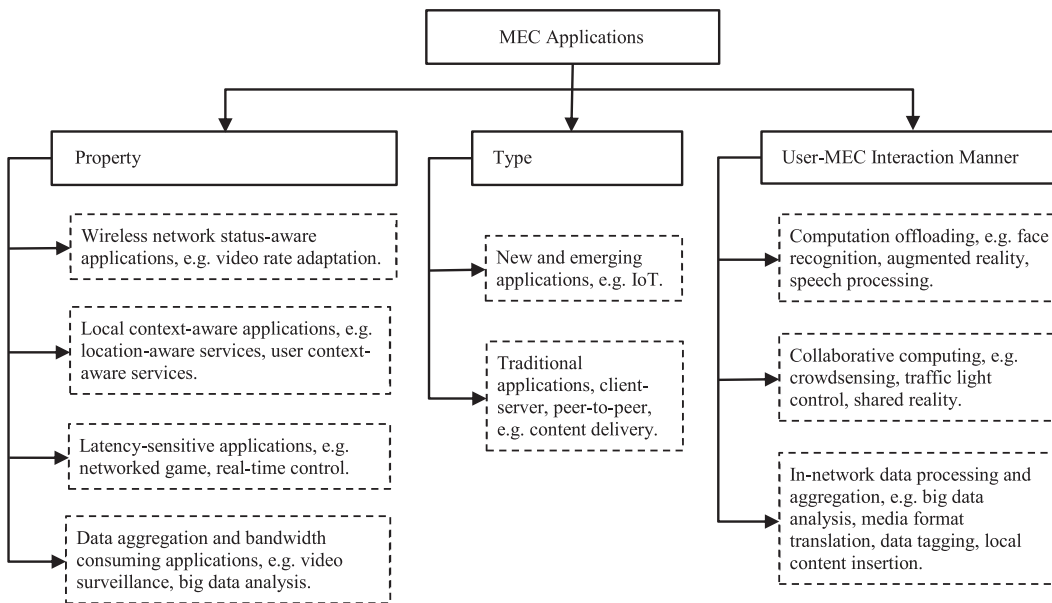 MEC Applications
Property
Wireless network status-aware
applications, e.g. video rate adaptation.
Local context-aware applications, e.g.
location-aware services, user context-
aware services.
Latency-sensitive applications, e.g.
networked game, real-time control.
Data aggregation and bandwidth
consuming applications, e.g. video
surveillance, big data analysis.
Type
New and emerging
applications, e.g. IoT.
Traditional
applications, client-
server, peer-to-peer,
e.g. content delivery.
User-MEC Interaction Manner
Computation offloading, e.g. face
recognition, augmented reality,
speech processing.
Collaborative computing, e.g.
crowdsensing, traffic light
control, shared reality.
In-network data processing and
aggregation, e.g. big data
analysis, media format
translation, data tagging, local
content insertion.